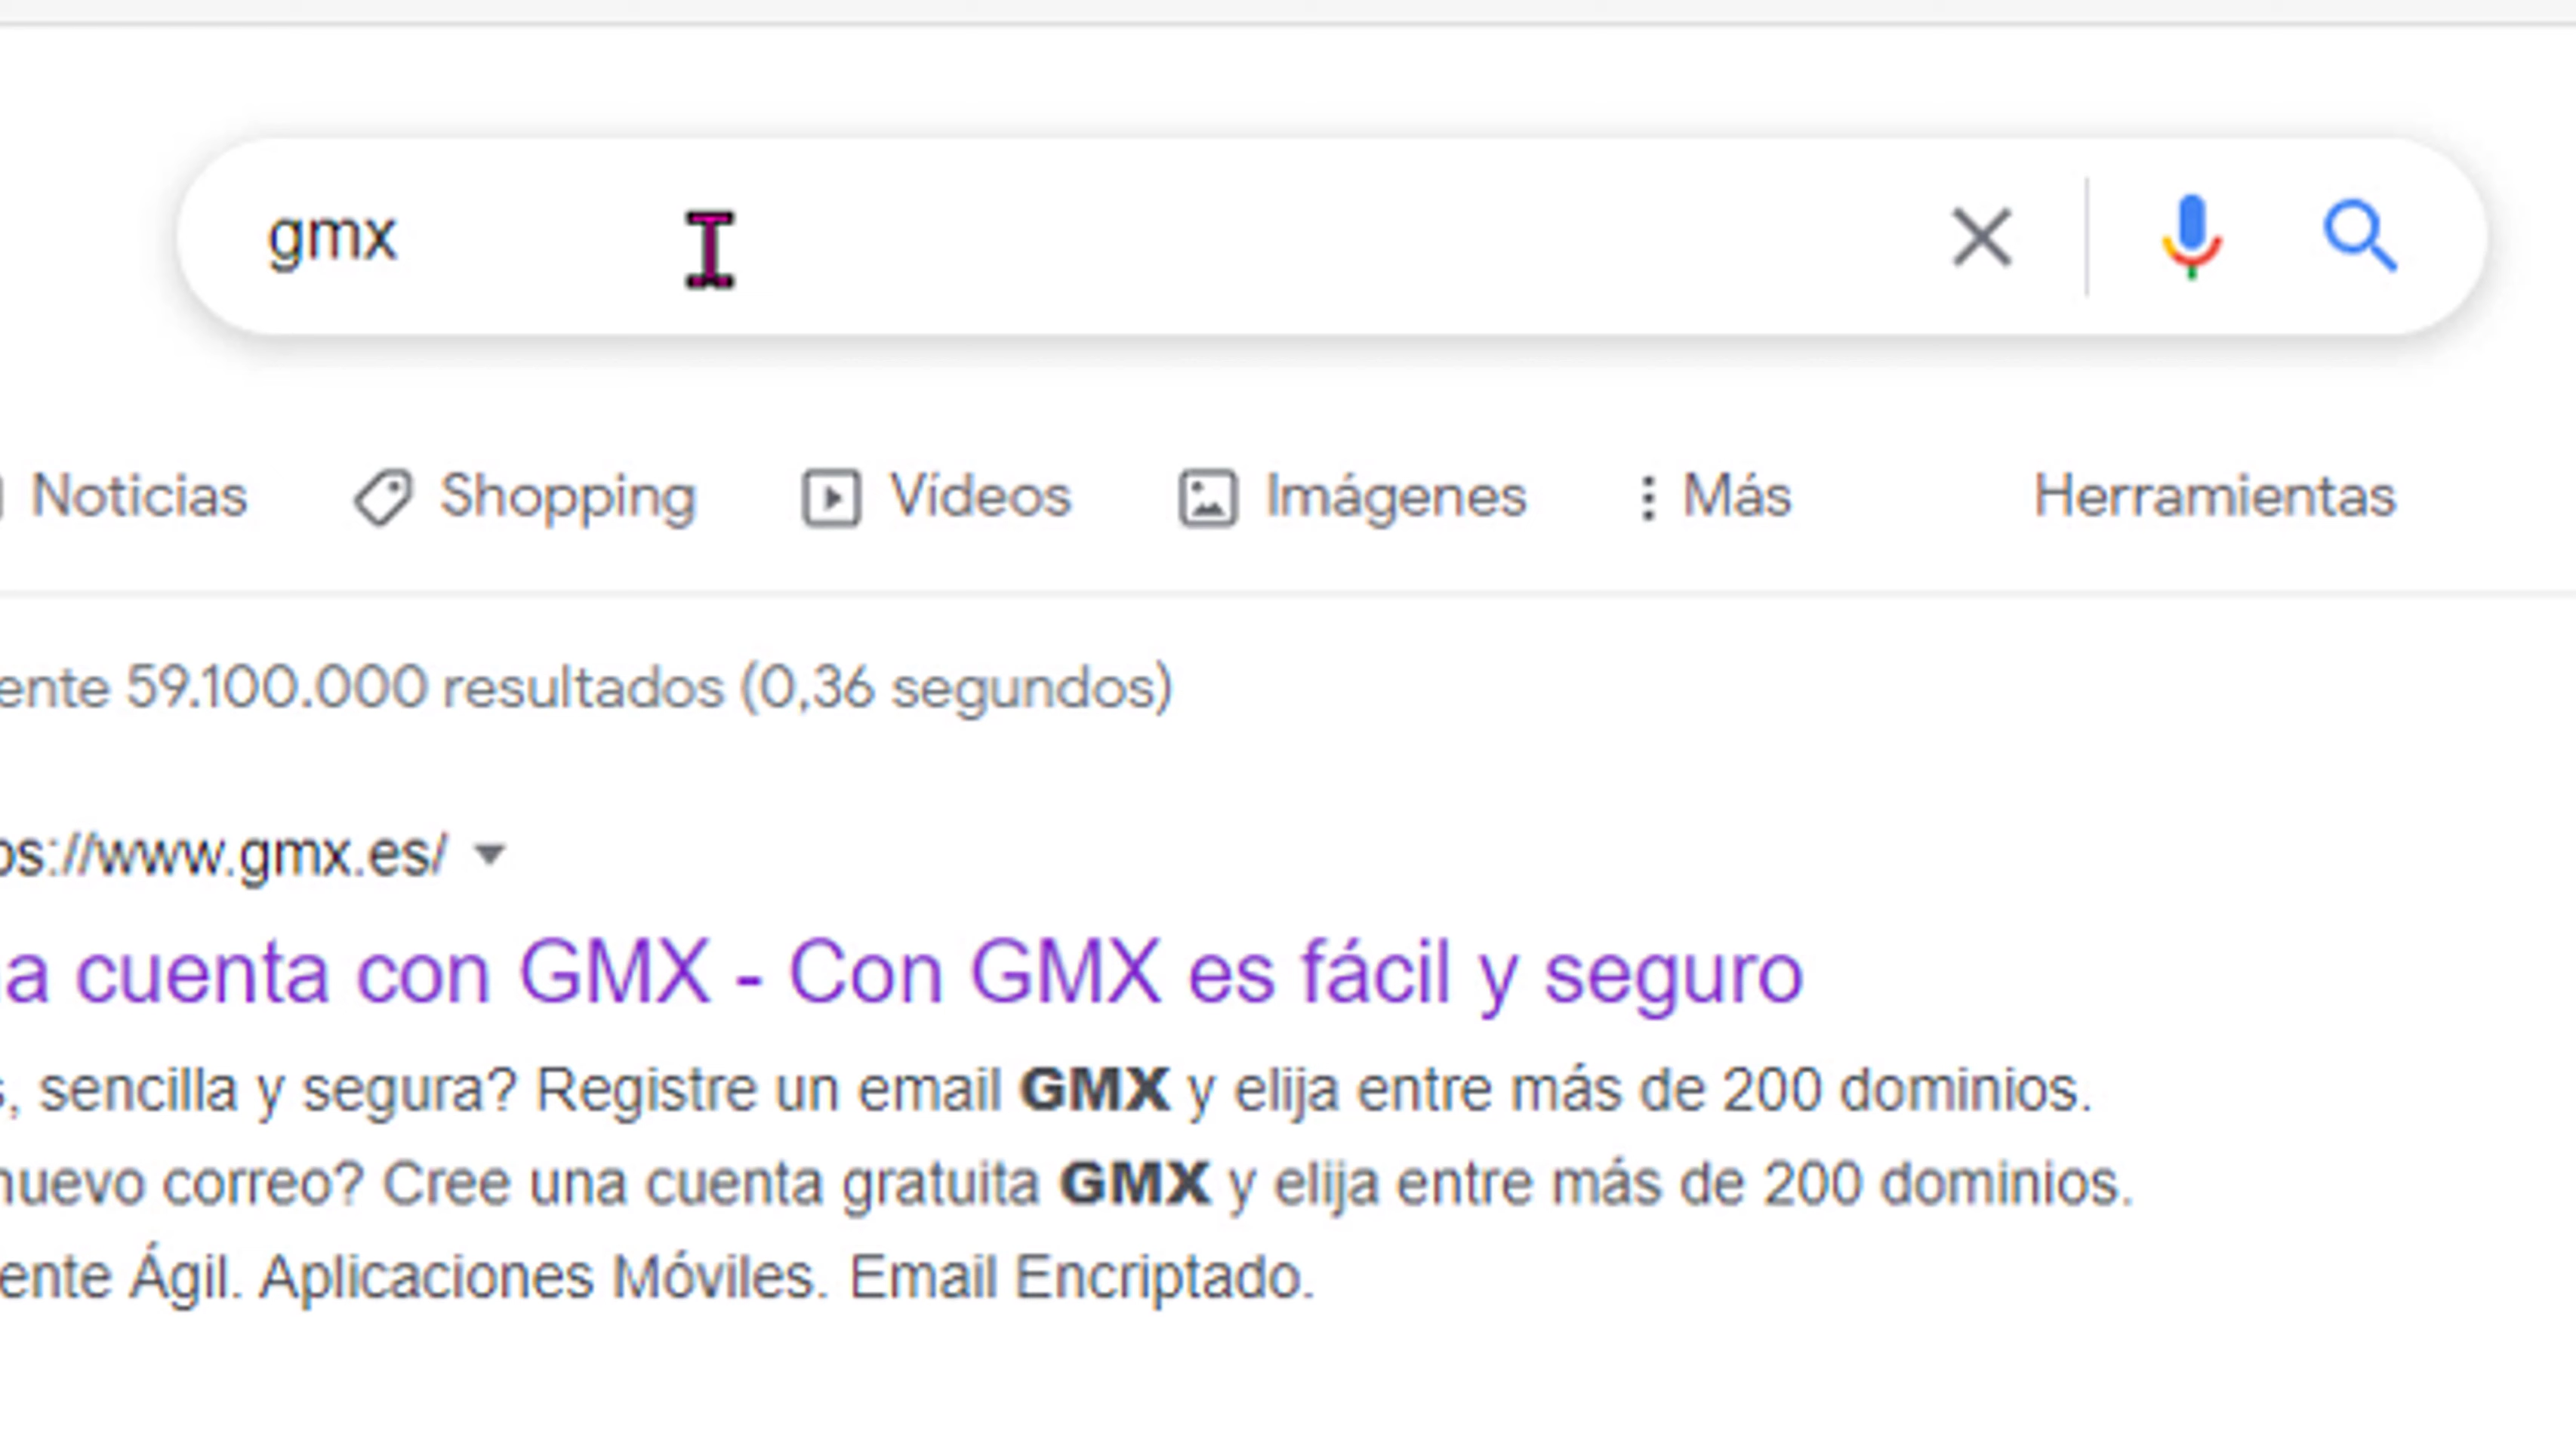 gmx
Noticias Shopping Vídeos Imágenes Más Herramientas
ente 59.100.000 resultados (0,36 segundos)
os://www.gmx.es/
a cuenta con GMX - Con GMX es fácil y seguro
s, sencilla y segura? Registre un email GMX y elija entre más de 200 dominios.
nuevo correo? Cree una cuenta gratuita GMX y elija entre más de 200 dominios.
ente Ágil. Aplicaciones Móviles. Email Encriptado.